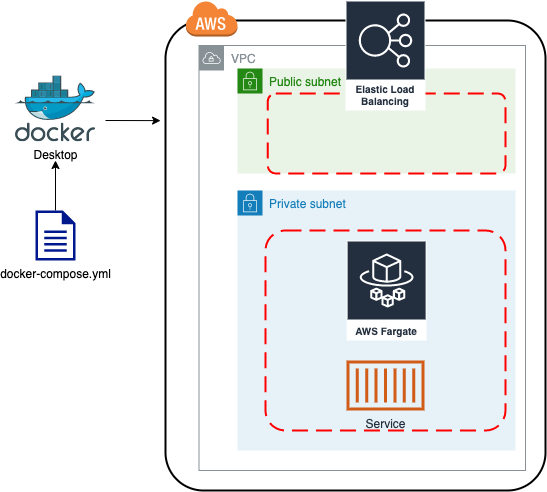 AWS
VPC
Public subnet
Elastic Load
Balancing
docker
Desktop
Private subnet
docker-compose.yml
AWS Fargate
Service